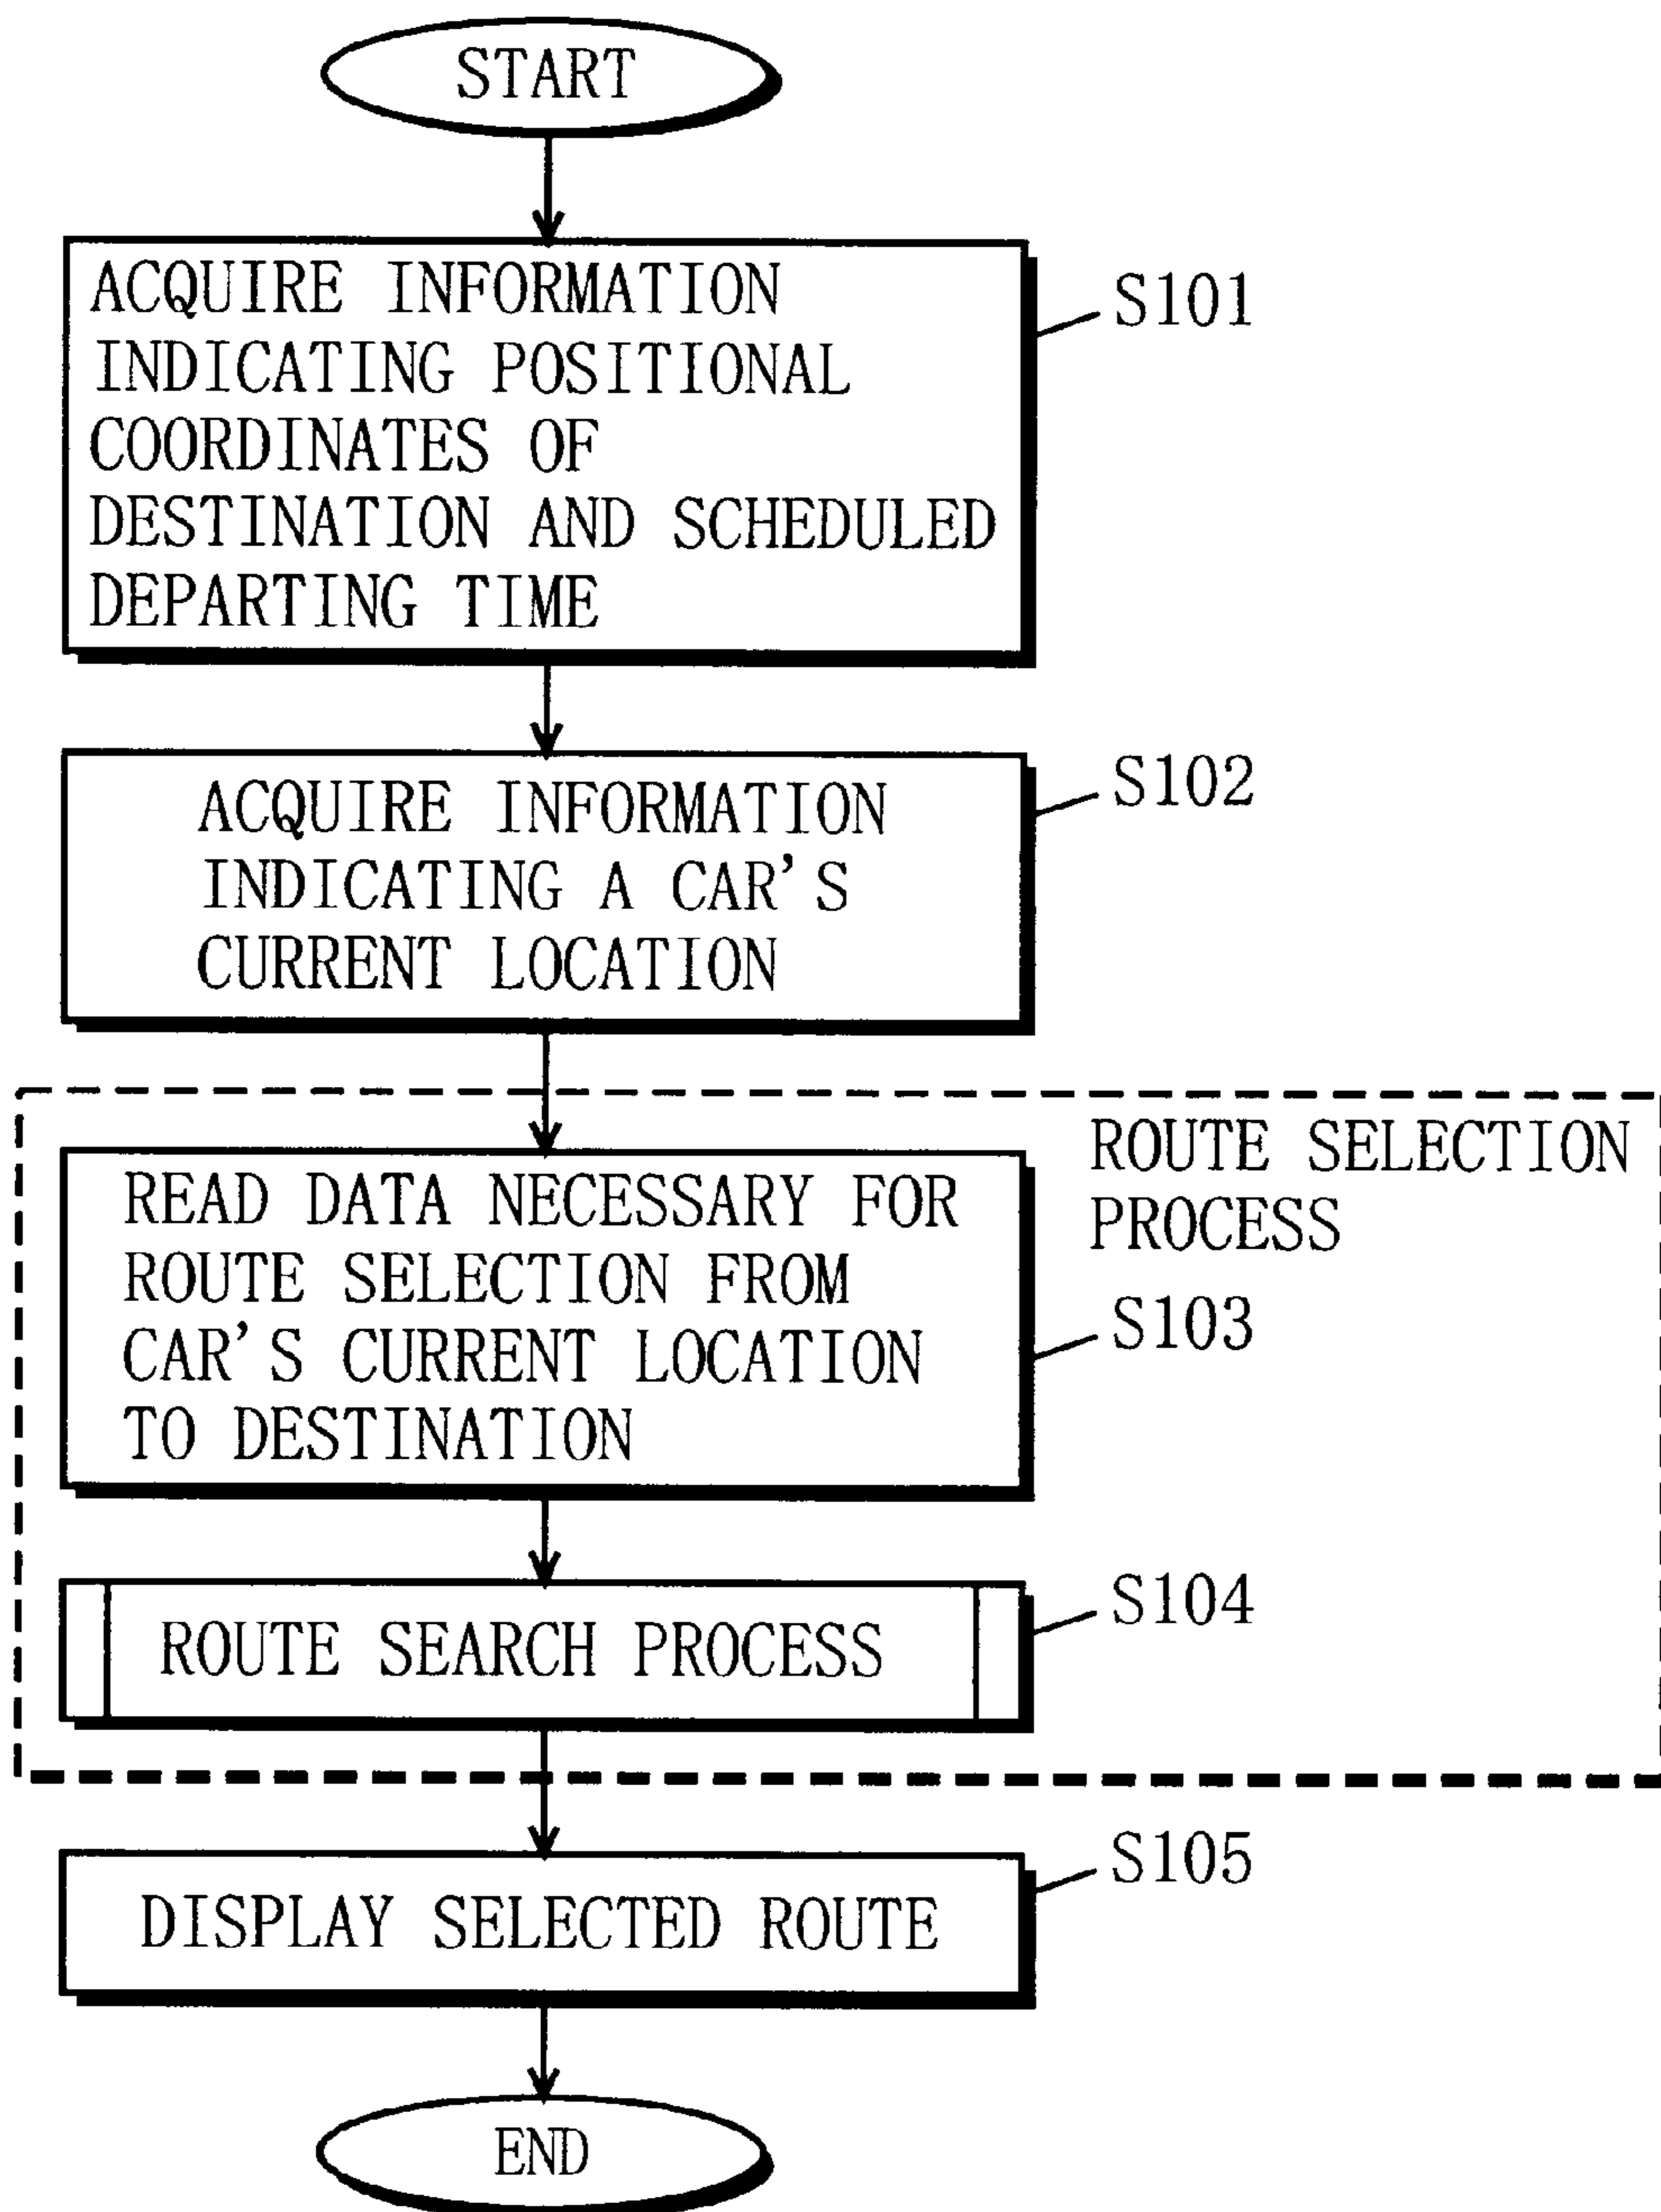 START
ACQUIRE INFORMATION
INDICATING POSITIONAL
COORDINATES OF
DESTINATION AND SCHEDULED
DEPARTING TIME
S101
ACQUIRE INFORMATION
INDICATING A CAR'S
CURRENT LOCATION
S102
ROUTE SELECTION
PROCESS
READ DATA NECESSARY FOR
ROUTE SELECTION FROM
CAR'S CURRENT LOCATION
TO DESTINATION
S103
ROUTE SEARCH PROCESS
S104
DISPLAY SELECTED ROUTE
S105
END